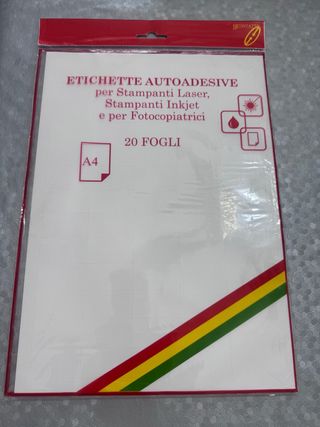 ETICHETTE AUTOADESIVE
per Stampanti Laser,
Stampanti Inkjet
e per Fotocopiatrici
20 FOGLI
A4